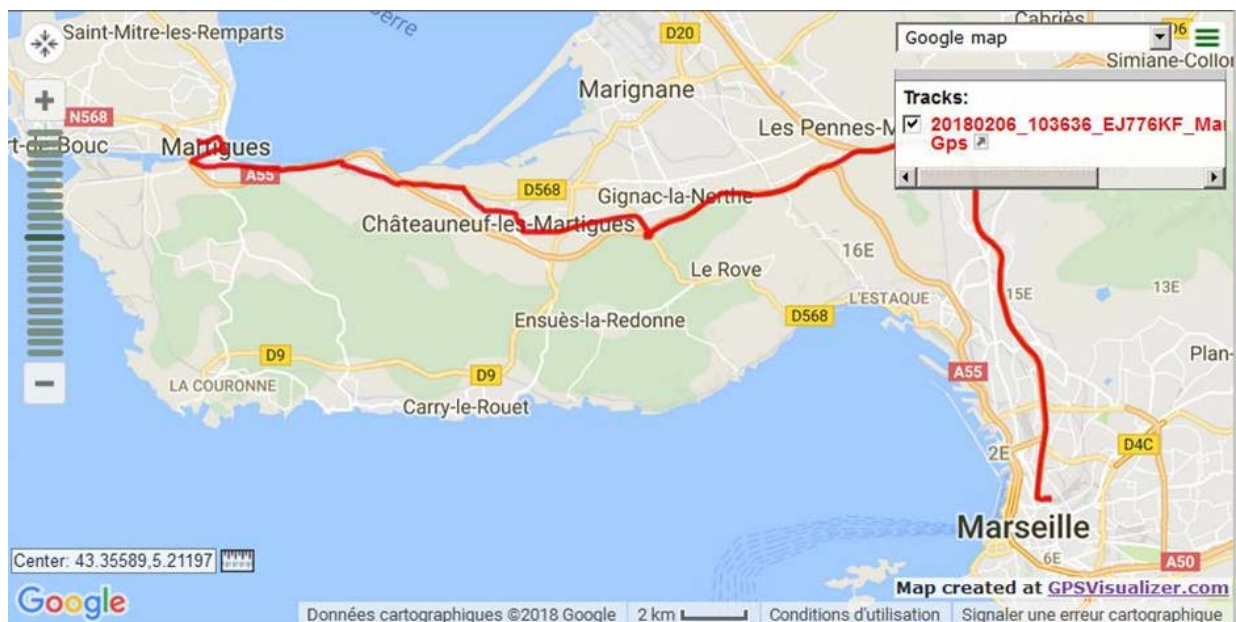 Saint-Mitre-les-Remparts
Cabriès
D20
Google map
Simiane-Collor
Marignane
Tracks:
20180206_103636_EJ776KF_Mar
Gps
N568
Les Pennes-M
Bouc
Martigues
A55
D568
Gignac-la-Nerthe
Châteauneuf-les-Martigues
16E
Le Rove
15E
13E
L'ESTAQUE
D568
Ensuès-la-Redonne
D9
Plan-
LA COURONNE
D9
A55
Carry-le-Rouet
D4C
2E
Marseille
6E
A50
Center: 43.35589,5.21197
Map created at GPSVisualizer.com
Google
Données cartographiques ©2018 Google
2 km
Conditions d'utilisation
Signaler une erreur cartographique